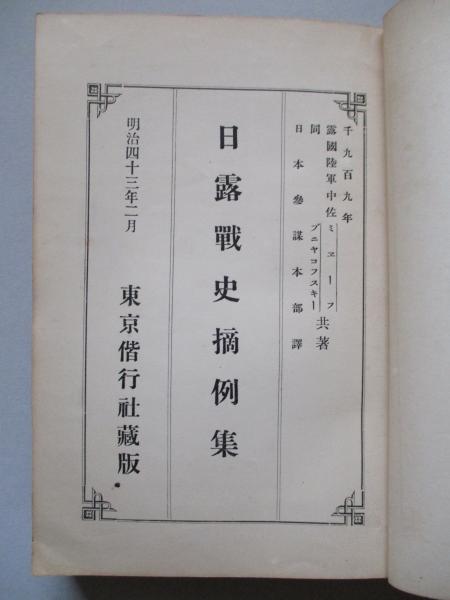 千九百九年
露國陸軍中佐 ミヱーフ
同 ブニヤコフスキー 共著
日本參謀本部譯
日露戰史摘例集
明治四十三年二月
東京偕行社藏版